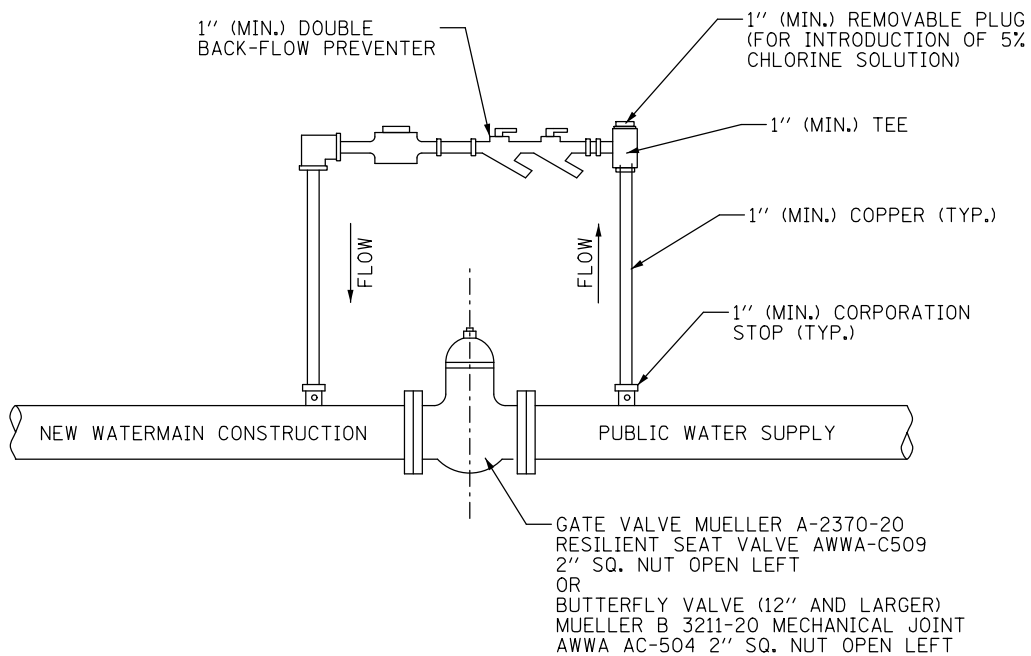 1″ (MIN.) DOUBLE
BACK-FLOW PREVENTER
1″ (MIN.) REMOVABLE PLUG
(FOR INTRODUCTION OF 5%
CHLORINE SOLUTION)
1″ (MIN.) TEE
1″ (MIN.) COPPER (TYP.)
FLOW
FLOW
1″ (MIN.) CORPORATION
STOP (TYP.)
NEW WATERMAIN CONSTRUCTION
PUBLIC WATER SUPPLY
GATE VALVE MUELLER A-2370-20
RESILIENT SEAT VALVE AWWA-C509
2″ SQ. NUT OPEN LEFT
OR
BUTTERFLY VALVE (12″ AND LARGER)
MUELLER B 3211-20 MECHANICAL JOINT
AWWA AC-504 2″ SQ. NUT OPEN LEFT